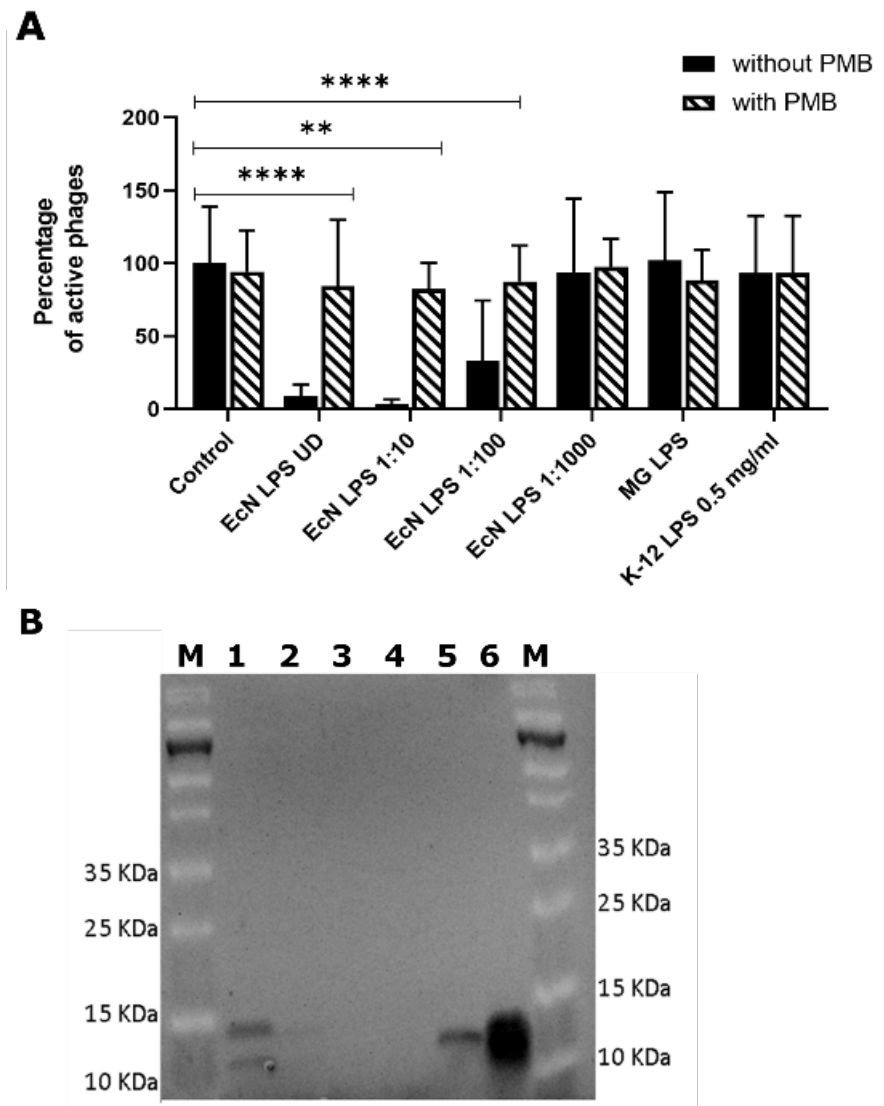 A
without PMB
with PMB
****
**
****
200
150
100
50
0
Percentage
of active phages
Control
EcN LPS UD
EcN LPS 1:10
EcN LPS 1:100
EcN LPS 1:1000
MG LPS
K-12 LPS 0.5 mg/ml
B
M 1 2 3 4 5 6 M
35 KDa
25 KDa
15 KDa
10 KDa
35 KDa
25 KDa
15 KDa
10 KDa